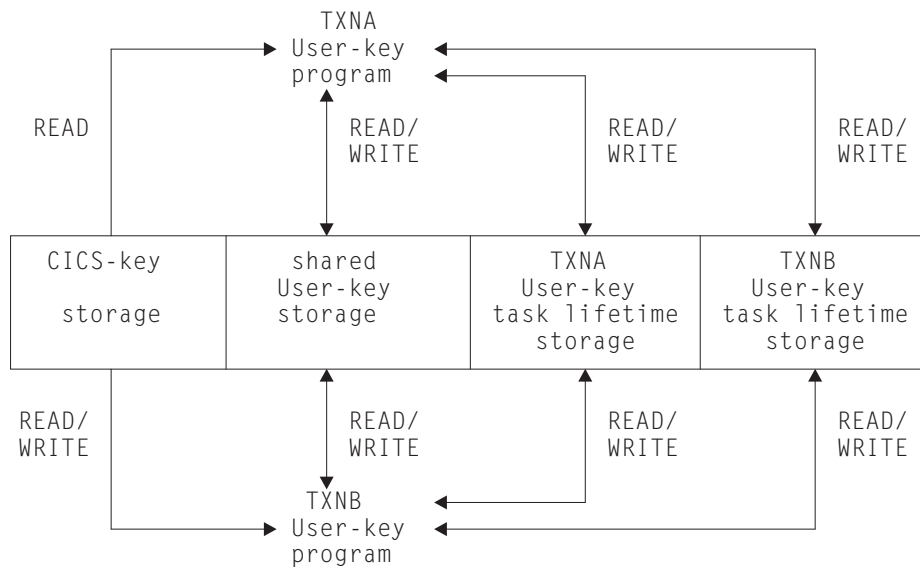 TXNA
User-key
program
READ
READ/
WRITE
READ/
WRITE
READ/
WRITE
CICS-key
storage
shared
User-key
storage
TXNA
User-key
task lifetime
storage
TXNB
User-key
task lifetime
storage
READ/
WRITE
READ/
WRITE
READ/
WRITE
READ/
WRITE
TXNB
User-key
program